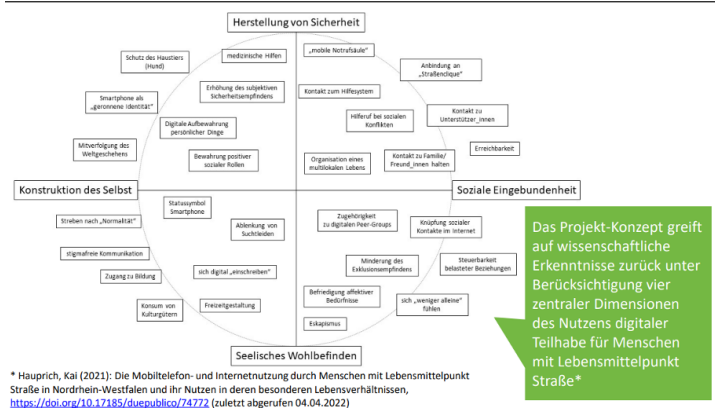 Herstellung von Sicherheit
Schutz des Haustiers
(Hund)
medizinische Hilfen
„mobile Notrufsäule"
Anbindung an
„Straßenclique"
Smartphone als
„geronnene Identität"
Erhöhung des subjektiven
Sicherheitsempfindens
Kontakt zum Hilfesystem
Kontakt zu
Unterstützer_innen
Digitale Aufbewahrung
persönlicher Dinge
Hilferuf bei sozialen
Konflikten
Mitverfolgung des
Weltgeschehens
Bewahrung positiver
sozialer Rollen
Organisation eines
multilokalen Lebens
Kontakt zu Familie/
Freund_innen halten
Erreichbarkeit
Konstruktion des Selbst
Soziale Eingebundenheit
Streben nach „Normalität"
Statussymbol
Smartphone
Ablenkung von
Suchtleiden
Zugehörigkeit
zu digitalen Peer-Groups
Knüpfung sozialer
Kontakte im Internet
stigmafreie Kommunikation
Zugang zu Bildung
sich digital „einschreiben"
Minderung des
Exklusionsempfindens
Steuerbarkeit
belasteter Beziehungen
Konsum von
Kulturgütern
Freizeitgestaltung
Befriedigung affektiver
Bedürfnisse
sich „weniger alleine"
fühlen
Eskapismus
Seelisches Wohlbefinden
Das Projekt-Konzept greift
auf wissenschaftliche
Erkenntnisse zurück unter
Berücksichtigung vier
zentraler Dimensionen
des Nutzens digitaler
Teilhabe für Menschen
mit Lebensmittelpunkt
Straße*
* Hauprich, Kai (2021): Die Mobiltelefon- und Internetnutzung durch Menschen mit Lebensmittelpunkt
Straße in Nordrhein-Westfalen und ihr Nutzen in deren besonderen Lebensverhältnissen,
https://doi.org/10.17185/duepublico/74772 (zuletzt abgerufen 04.04.2022)